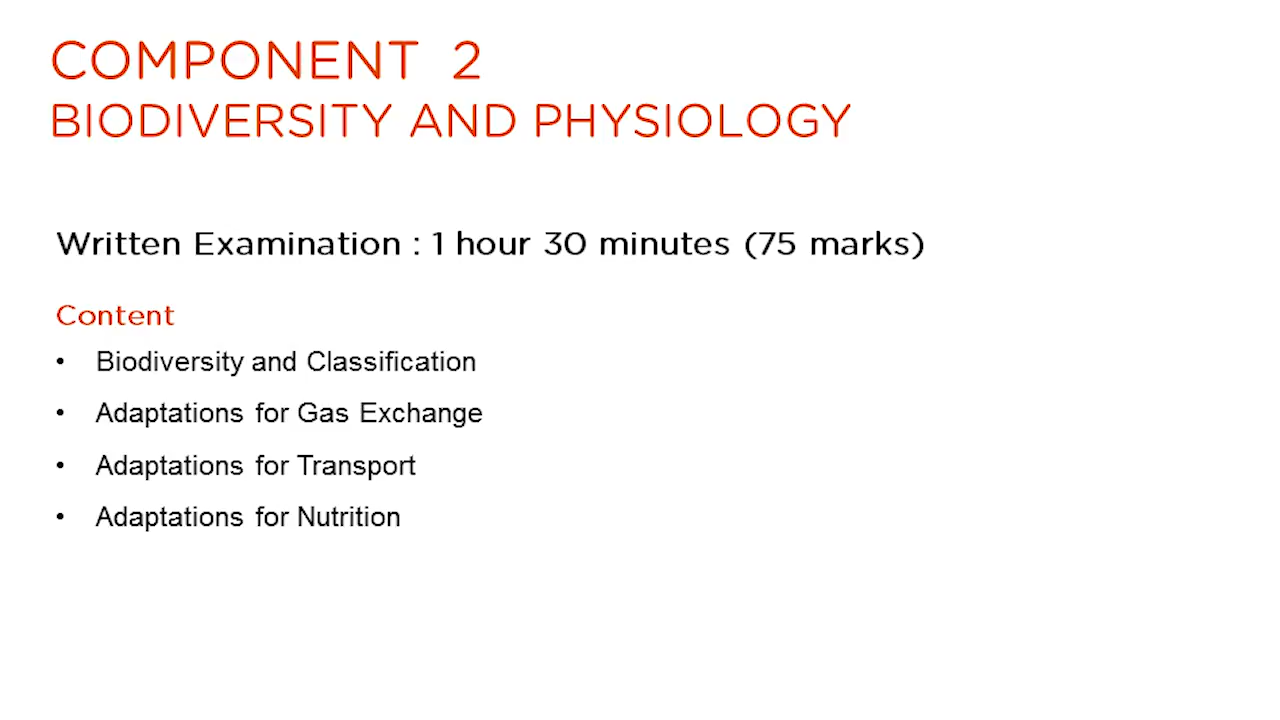 COMPONENT 2
BIODIVERSITY AND PHYSIOLOGY
Written Examination : 1 hour 30 minutes (75 marks)
Content
• Biodiversity and Classification
• Adaptations for Gas Exchange
• Adaptations for Transport
• Adaptations for Nutrition